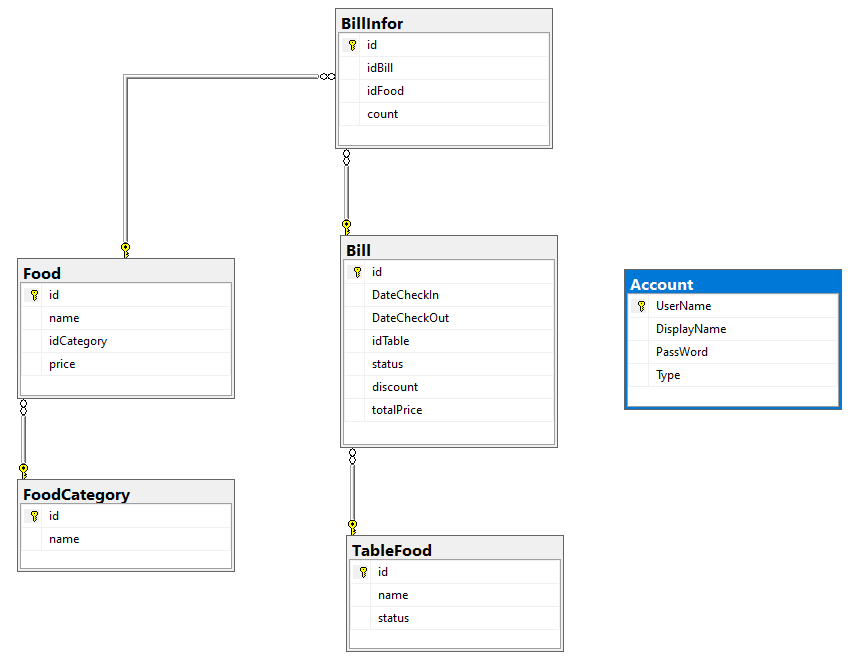 BillInfor
id
idBill
idFood
count
Food
id
name
idCategory
price
Bill
id
DateCheckIn
DateCheckOut
idTable
status
discount
totalPrice
Account
UserName
DisplayName
PassWord
Type
FoodCategory
id
name
TableFood
id
name
status